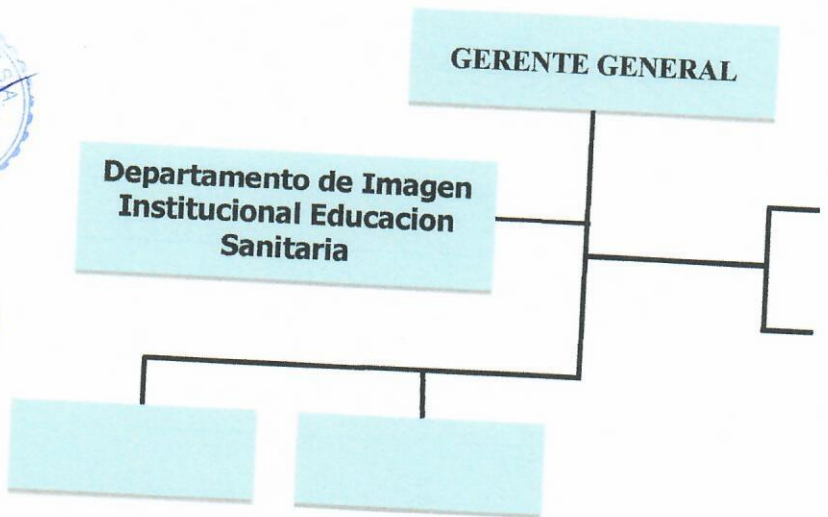 GERENTE GENERAL
Departamento de Imagen
Institucional Educacion
Sanitaria